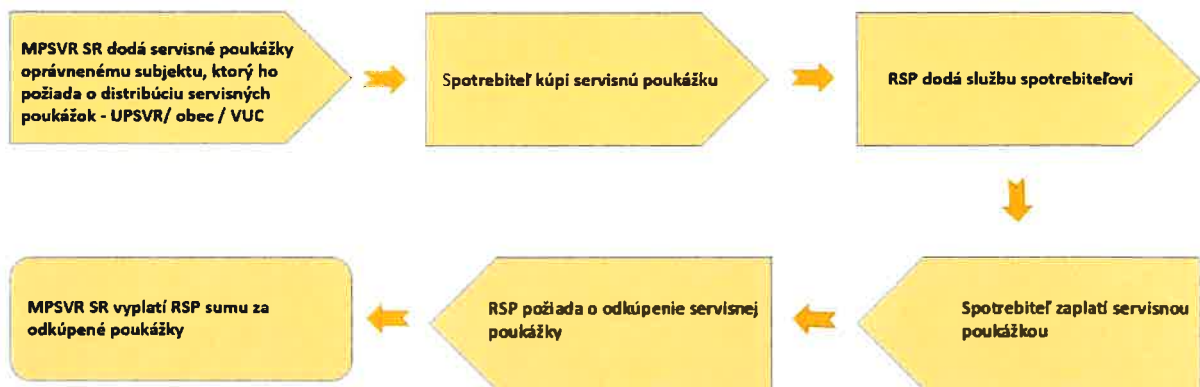 MPSVR SR dodá servisné poukážky
oprávnenému subjektu, ktorý ho
požiada o distribúciu servisných
poukážok - UPSVR/ obec / VUC
Spotrebiteľ kúpi servisnú poukážku
RSP dodá službu spotrebiteľovi
Spotrebiteľ zaplatí servisnou
poukážkou
RSP požiada o odkúpenie servisnej
poukážky
MPSVR SR vyplatí RSP sumu za
odkúpené poukážky